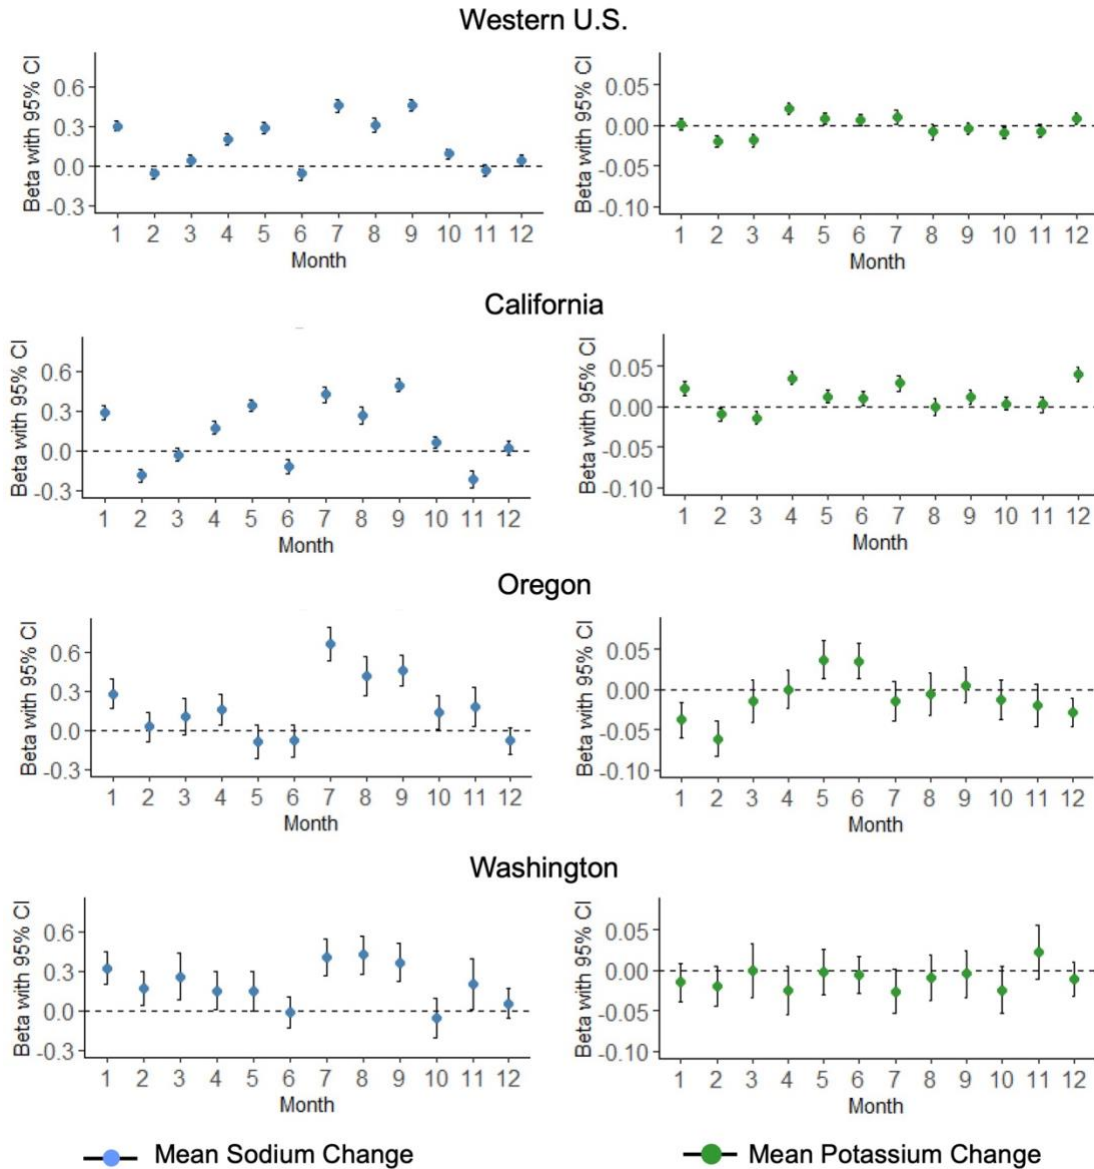 Western U.S.
Beta with 95% CI
0.6
0.3
0.0
-0.3
1 2 3 4 5 6 7 8 9 10 11 12
Month
Beta with 95% CI
0.05
0.00
-0.05
-0.10
1 2 3 4 5 6 7 8 9 10 11 12
Month
California
Beta with 95% CI
0.6
0.3
0.0
-0.3
1 2 3 4 5 6 7 8 9 10 11 12
Month
Beta with 95% CI
0.05
0.00
-0.05
-0.10
1 2 3 4 5 6 7 8 9 10 11 12
Month
Oregon
Beta with 95% CI
0.6
0.3
0.0
-0.3
1 2 3 4 5 6 7 8 9 10 11 12
Month
Beta with 95% CI
0.05
0.00
-0.05
-0.10
1 2 3 4 5 6 7 8 9 10 11 12
Month
Washington
Beta with 95% CI
0.6
0.3
0.0
-0.3
1 2 3 4 5 6 7 8 9 10 11 12
Month
Beta with 95% CI
0.05
0.00
-0.05
-0.10
1 2 3 4 5 6 7 8 9 10 11 12
Month
Mean Sodium Change
Mean Potassium Change